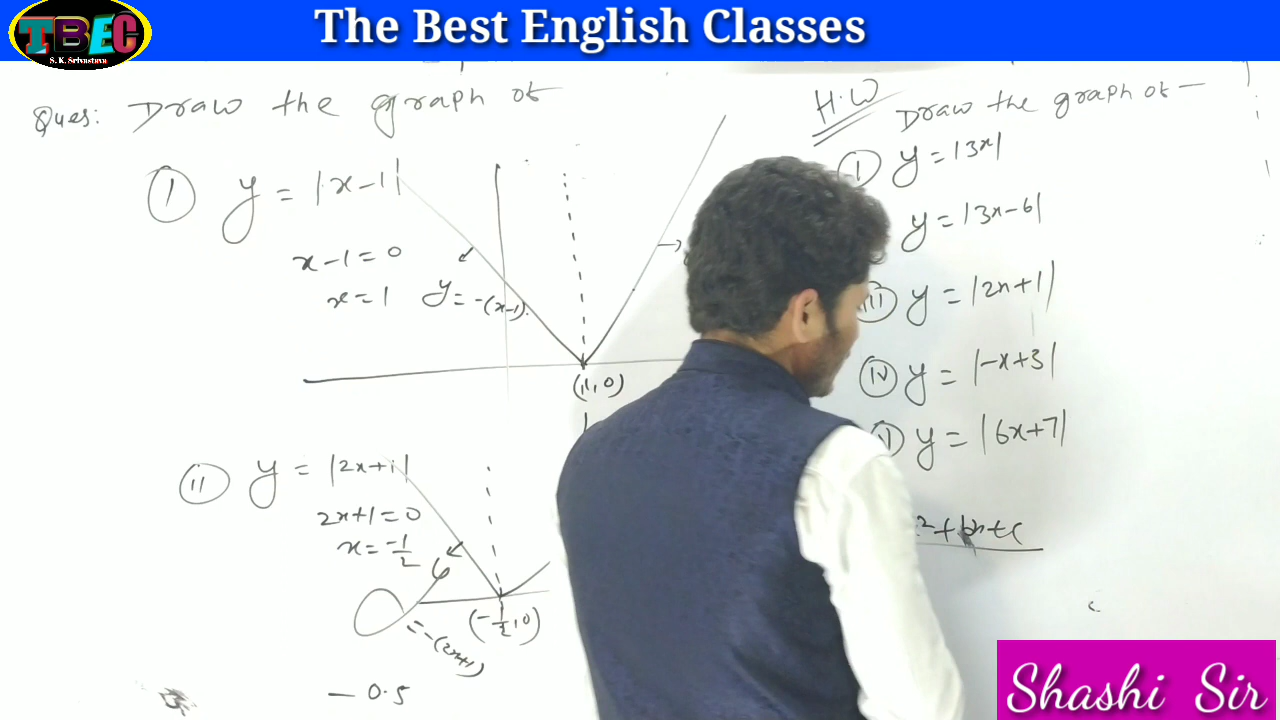 TBEC
S. K. Srivastava
The Best English Classes
Ques: Draw the graph of
(I) y = |x-1|
x-1=0
x=1
y=-(x-1).
(1,0)
(II) y = |2x+1|
2x+1=0
x=-1/2
=-(2x+1)
(-1/2,0)
- 0.5
H.W
Draw the graph of -
(I) y = |3x|
y = |3x-6|
(III) y = |2x+1|
(IV) y = |-x+3|
y = |6x+7|
²+bx+c
Shashi Sir